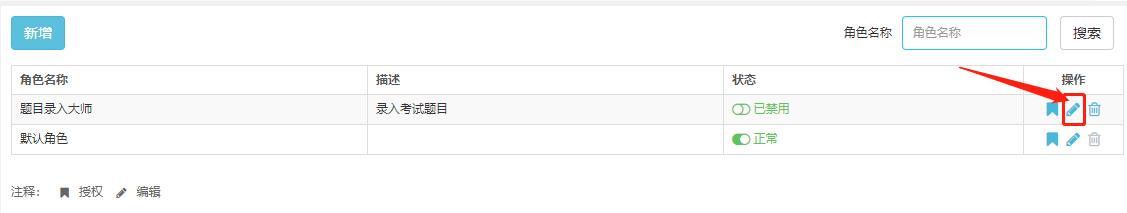 新增 角色名称 角色名称 搜索
角色名称 描述 状态 操作
题目录入大师 录入考试题目 已禁用
默认角色 正常
注释： 授权 编辑